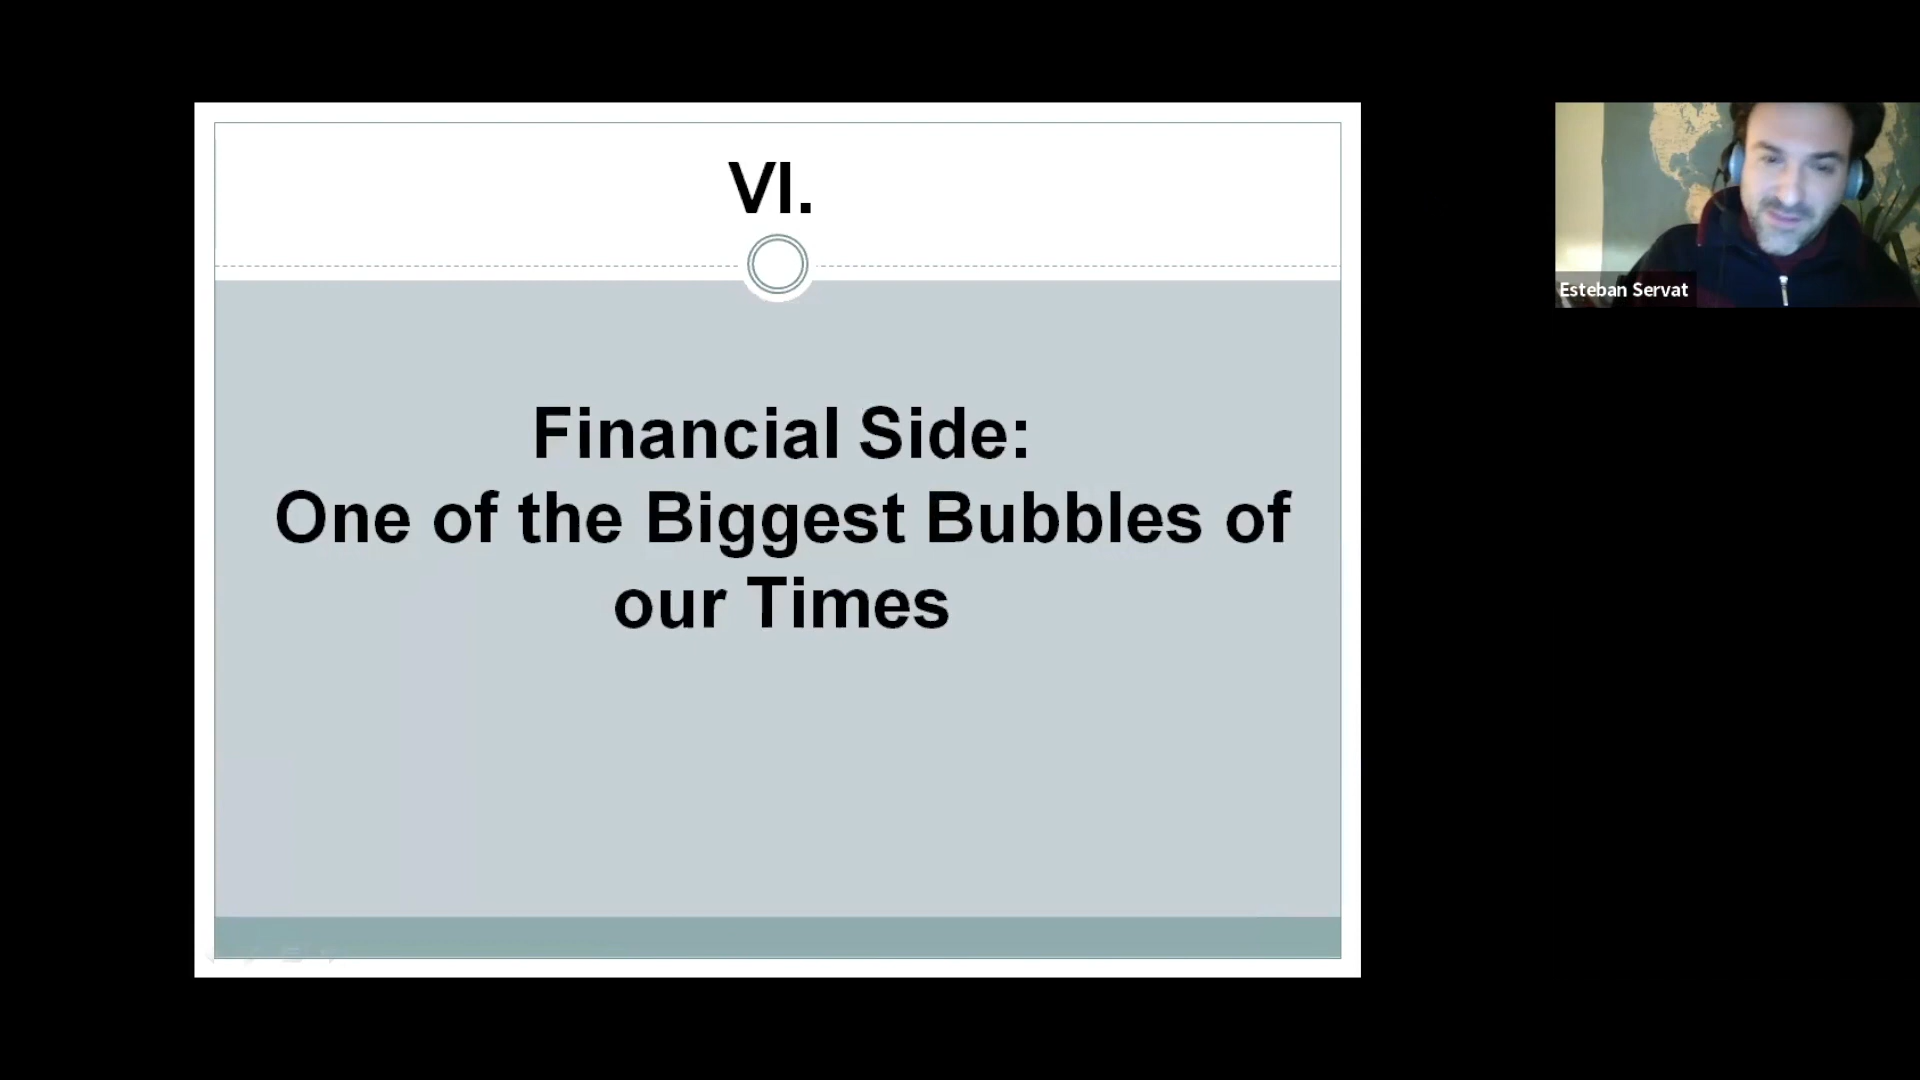 VI.
Financial Side:
One of the Biggest Bubbles of
our Times
Esteban Servat